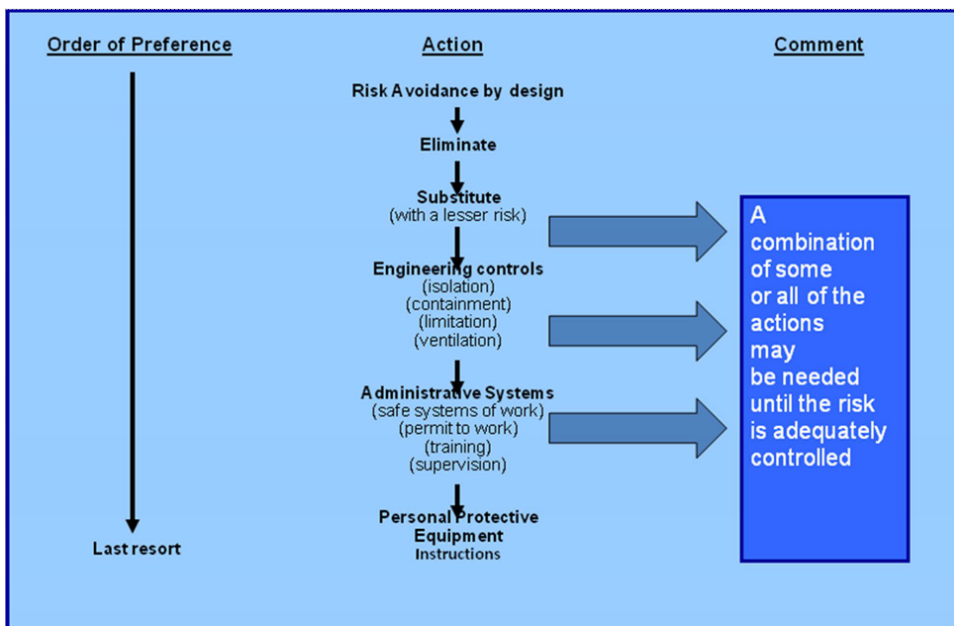 Order of Preference
Action
Comment
Risk Avoidance by design
Eliminate
Substitute
(with a lesser risk)
Engineering controls
(isolation)
(containment)
(limitation)
(ventilation)
Administrative Systems
(safe systems of work)
(permit to work)
(training)
(supervision)
Personal Protective
Equipment
Instructions
Last resort
A
combination
of some
or all of the
actions
may
be needed
until the risk
is adequately
controlled